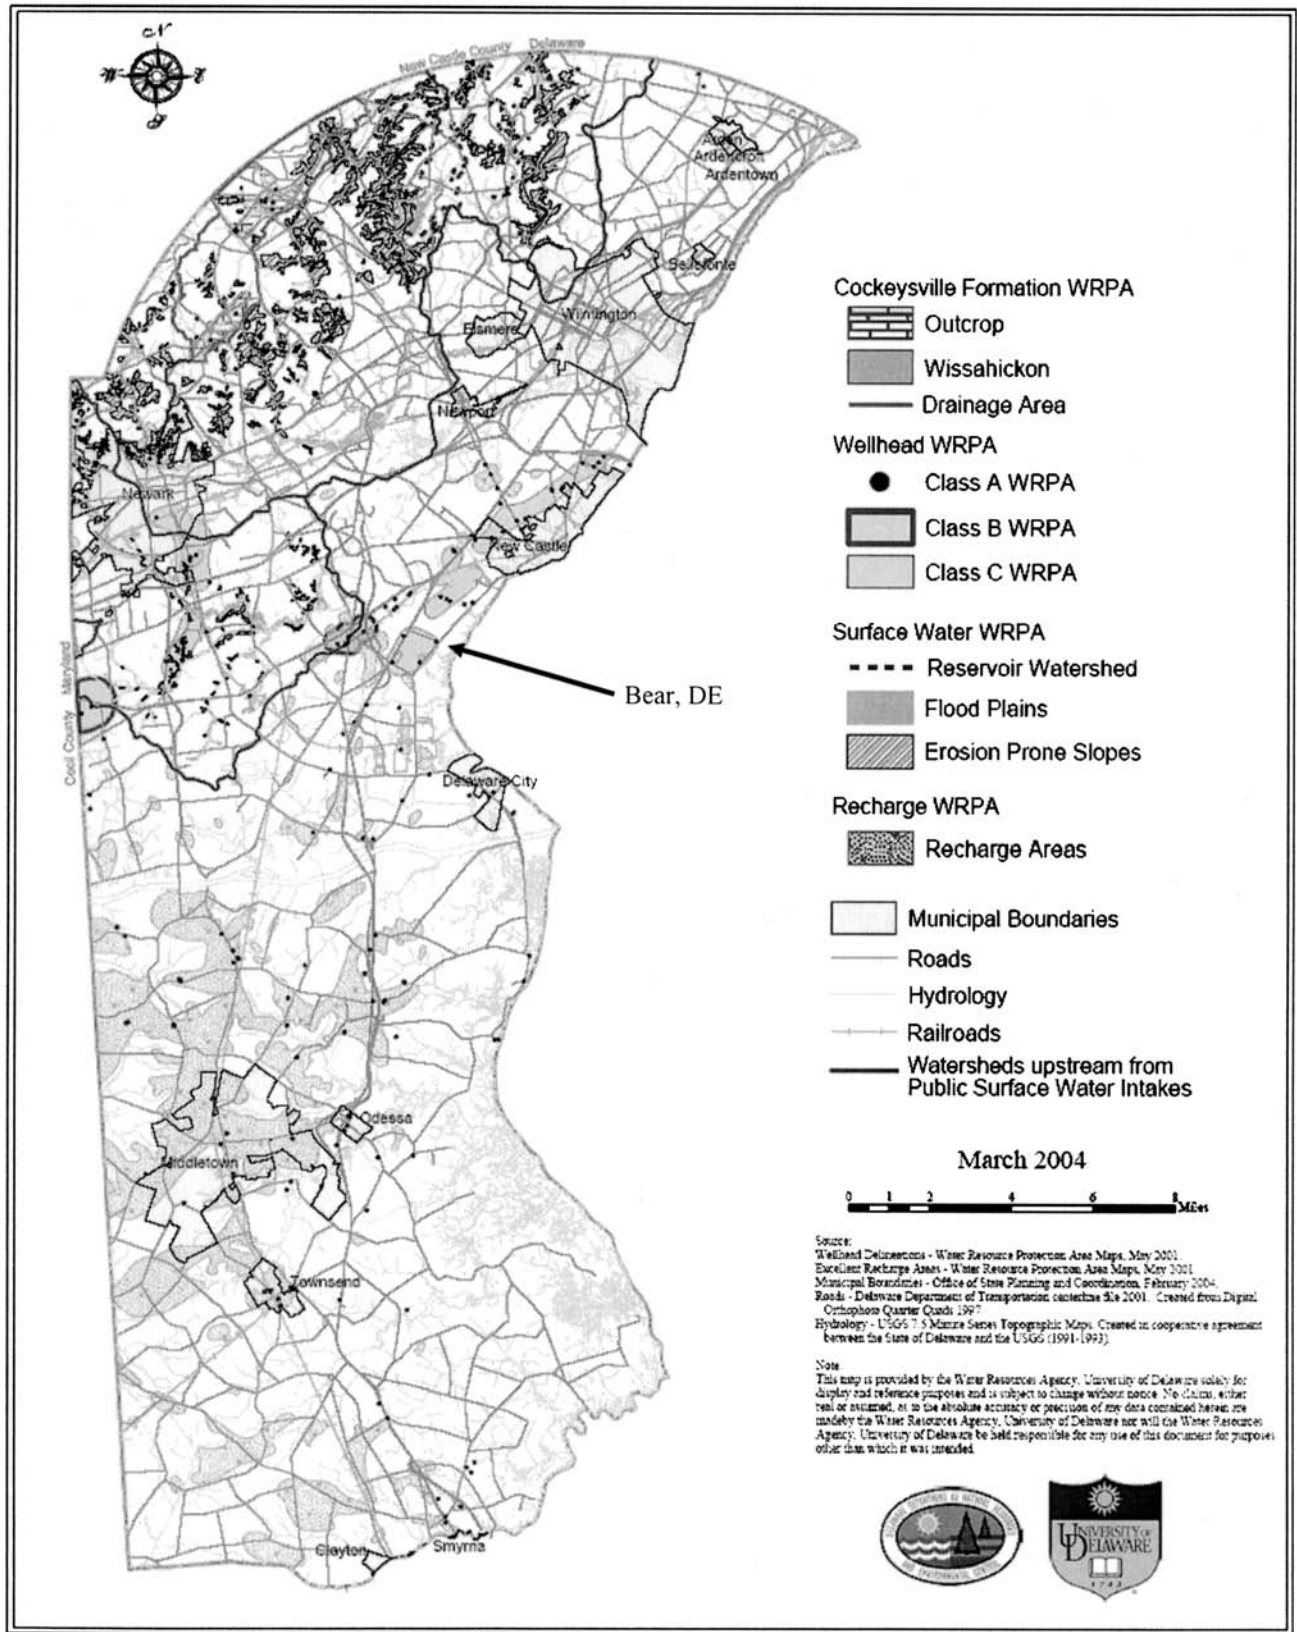 N
New Castle County Delaware
Arden
Ardencroft
Ardentown
Bellefonte
Wilmington
Elsmere
Newport
Newark
New Castle
Cecil County Maryland
Bear, DE
Delaware City
Odessa
Middletown
Townsend
Clayton
Smyrna
Cockeysville Formation WRPA
Outcrop
Wissahickon
Drainage Area
Wellhead WRPA
Class A WRPA
Class B WRPA
Class C WRPA
Surface Water WRPA
Reservoir Watershed
Flood Plains
Erosion Prone Slopes
Recharge WRPA
Recharge Areas
Municipal Boundaries
Roads
Hydrology
Railroads
Watersheds upstream from
Public Surface Water Intakes
March 2004
0 1 2 4 6 8
Miles
Source:
Wellhead Delineations - Water Resource Protection Area Maps, May 2001.
Excellent Recharge Areas - Water Resource Protection Area Maps, May 2001
Municipal Boundaries - Office of State Planning and Coordination, February 2004.
Roads - Delaware Department of Transportation centerline file 2001. Created from Digital
Orthophoto Quarter Quads 1997
Hydrology - USGS 7.5 Minute Series Topographic Maps. Created in cooperative agreement
between the State of Delaware and the USGS (1991-1993)
Note
This map is provided by the Water Resources Agency, University of Delaware solely for
display and reference purposes and is subject to change without notice. No claims, either
real or assumed, as to the absolute accuracy or precision of any data contained herein are
madeby the Water Resources Agency, University of Delaware nor will the Water Resources
Agency, University of Delaware be held responsible for any use of this document for purposes
other than which it was intended.
DELAWARE DEPARTMENT OF NATURAL RESOURCES
AND ENVIRONMENTAL CONTROL
UNIVERSITY OF
DELAWARE
1743